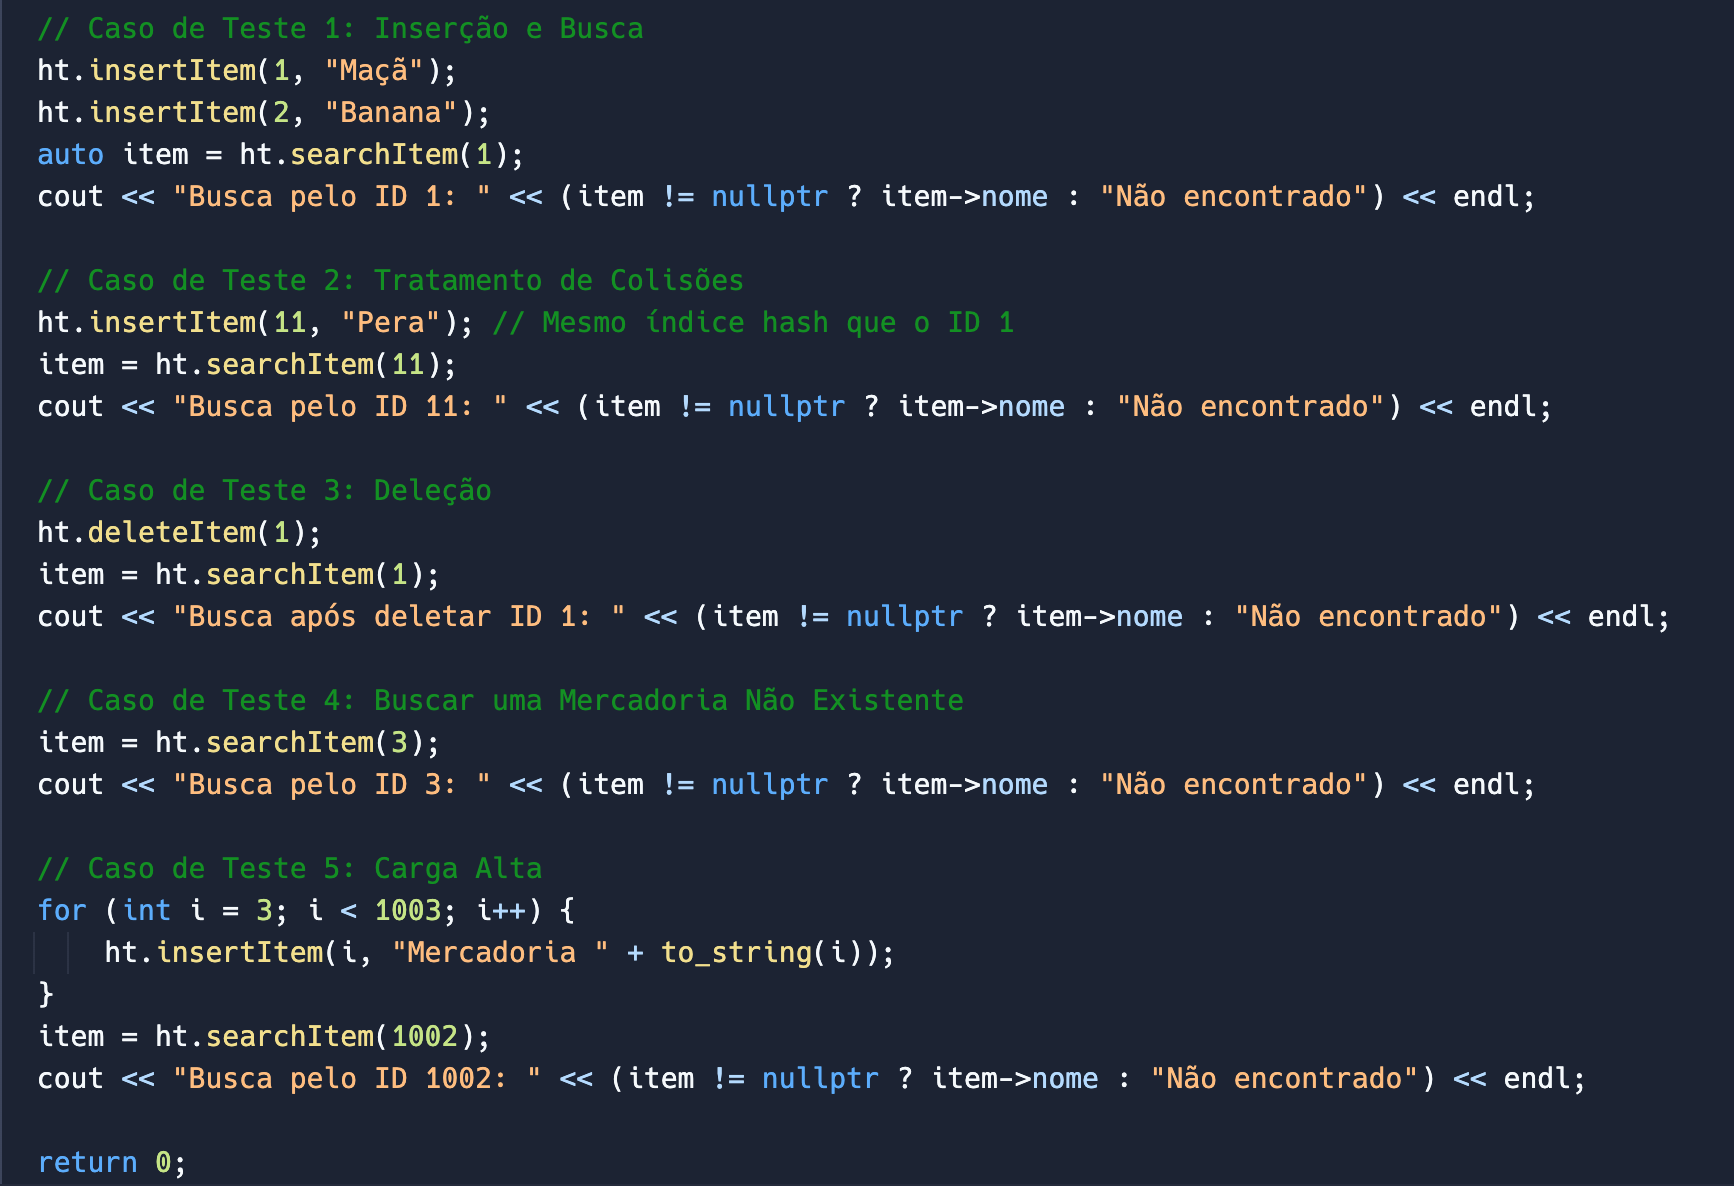 // Caso de Teste 1: Inserção e Busca
ht.insertItem(1, "Maçã");
ht.insertItem(2, "Banana");
auto item = ht.searchItem(1);
cout << "Busca pelo ID 1: " << (item != nullptr ? item->nome : "Não encontrado") << endl;

// Caso de Teste 2: Tratamento de Colisões
ht.insertItem(11, "Pera"); // Mesmo índice hash que o ID 1
item = ht.searchItem(11);
cout << "Busca pelo ID 11: " << (item != nullptr ? item->nome : "Não encontrado") << endl;

// Caso de Teste 3: Deleção
ht.deleteItem(1);
item = ht.searchItem(1);
cout << "Busca após deletar ID 1: " << (item != nullptr ? item->nome : "Não encontrado") << endl;

// Caso de Teste 4: Buscar uma Mercadoria Não Existente
item = ht.searchItem(3);
cout << "Busca pelo ID 3: " << (item != nullptr ? item->nome : "Não encontrado") << endl;

// Caso de Teste 5: Carga Alta
for (int i = 3; i < 1003; i++) {
    ht.insertItem(i, "Mercadoria " + to_string(i));
}
item = ht.searchItem(1002);
cout << "Busca pelo ID 1002: " << (item != nullptr ? item->nome : "Não encontrado") << endl;

return 0;